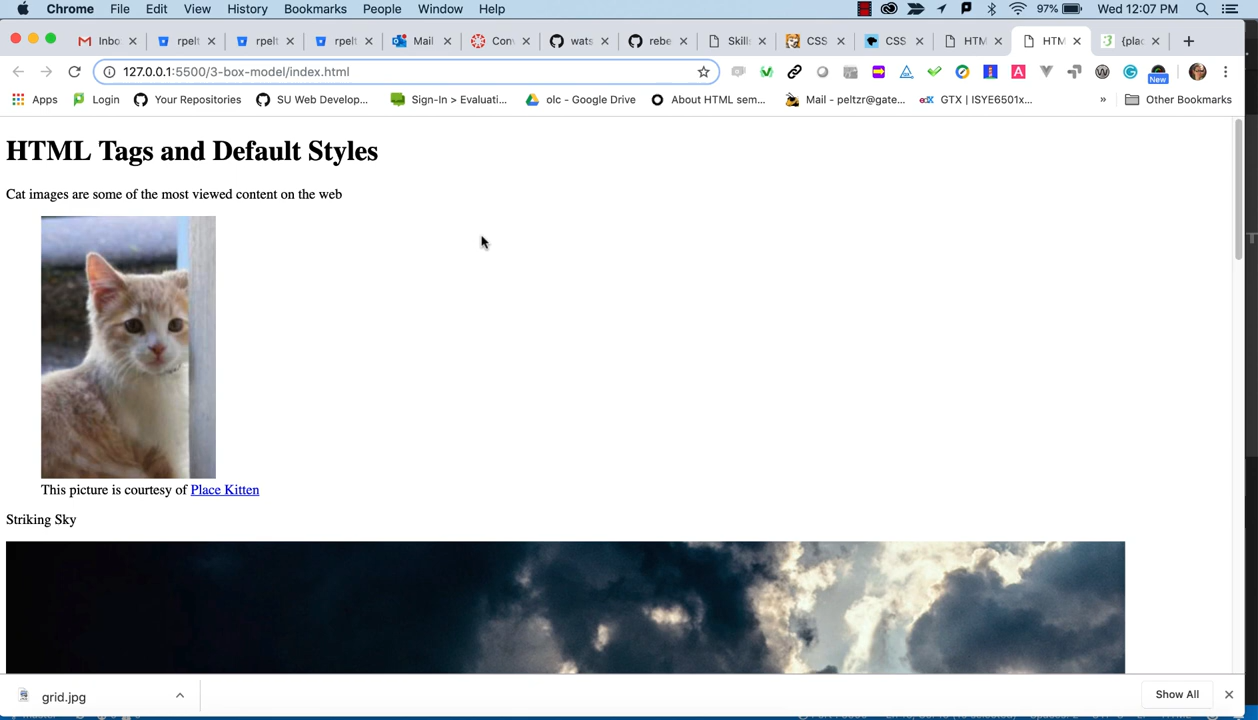 Chrome File Edit View History Bookmarks People Window Help 97% Wed 12:07 PM
Inbo rpelt rpelt rpelt Mail Con wats rebe Skill CSS CSS HTM HTM {plac
127.0.0.1:5500/3-box-model/index.html New
Apps Login Your Repositories SU Web Develop... Sign-In > Evaluati... olc - Google Drive About HTML sem... Mail - peltzr@gate... edX GTX | ISYE6501x... » Other Bookmarks
HTML Tags and Default Styles
Cat images are some of the most viewed content on the web
This picture is courtesy of Place Kitten
Striking Sky
grid.jpg Show All